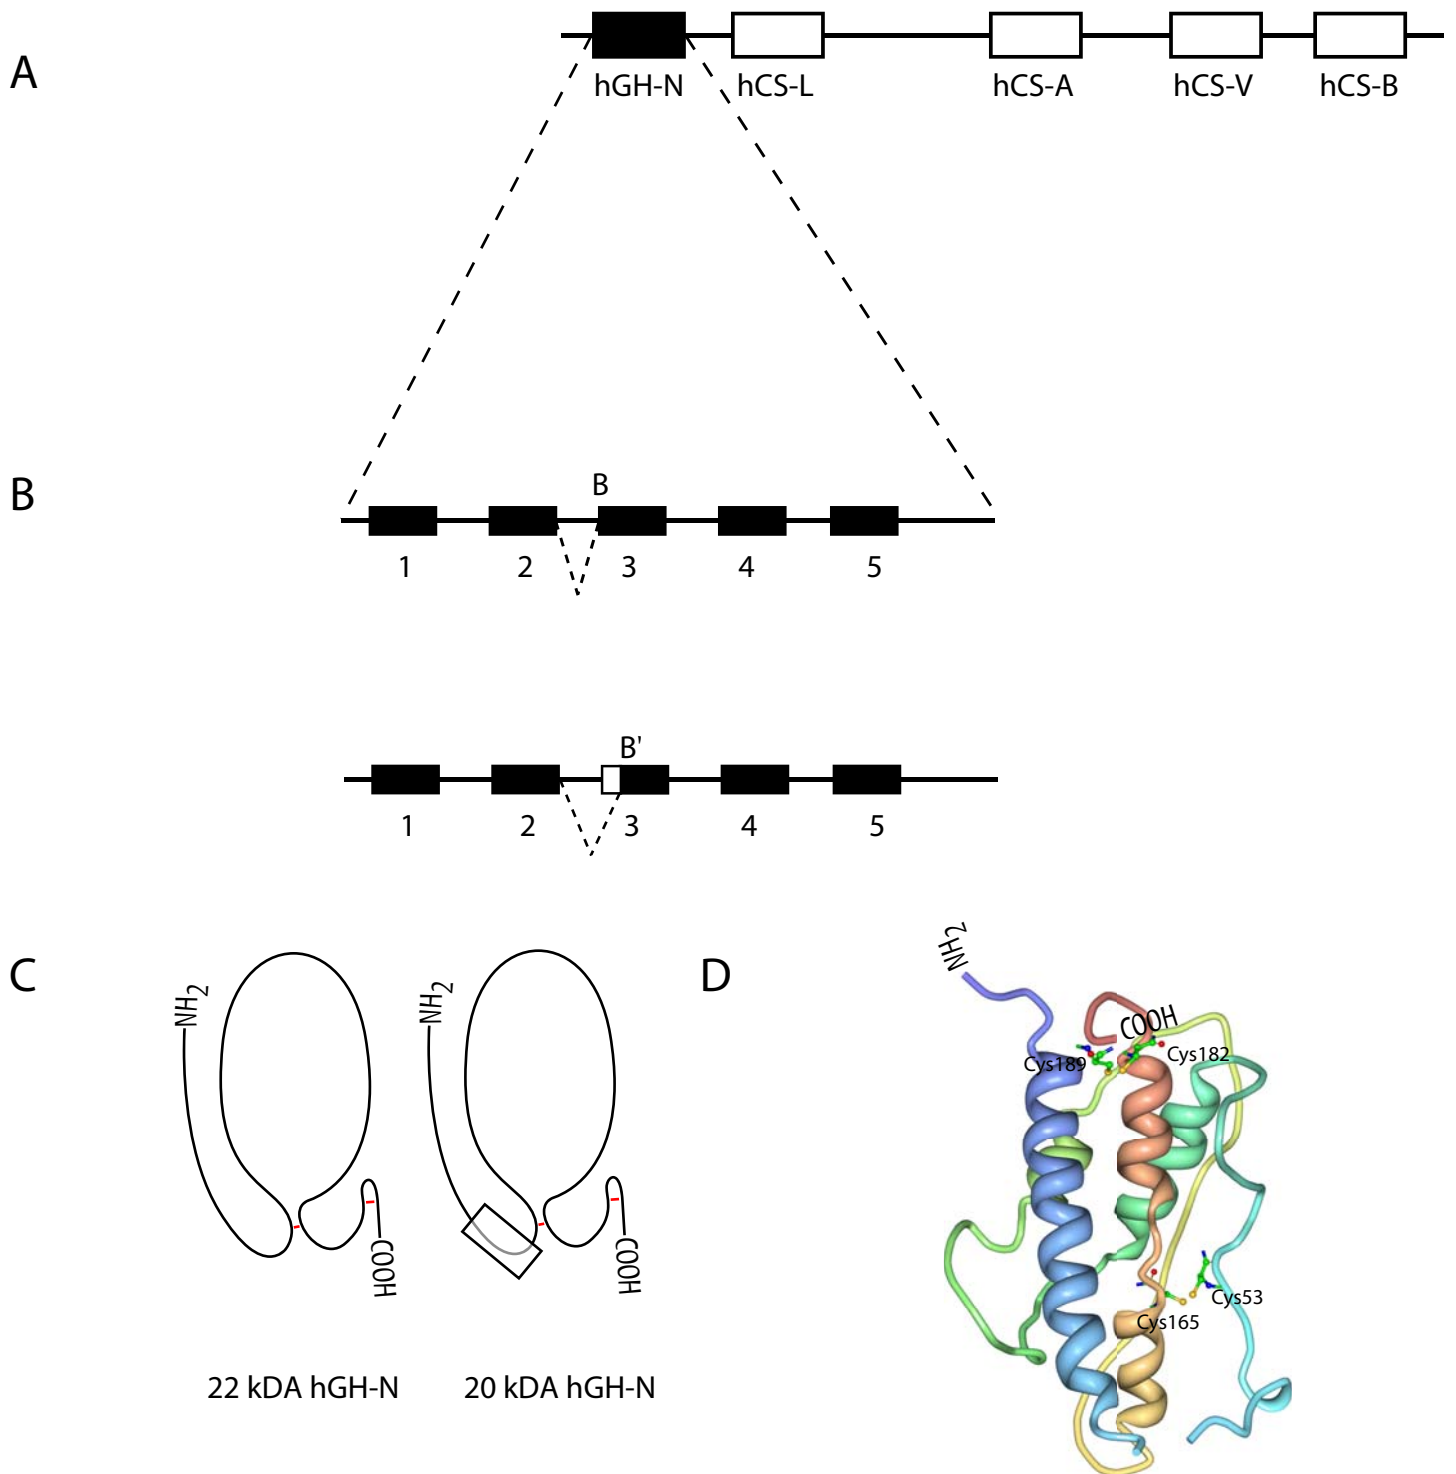 A
hGH-N hCS-L hCS-A hCS-V hCS-B
B
B
1 2 3 4 5
B'
1 2 3 4 5
C
NH2
COOH
22 kDA hGH-N
NH2
COOH
20 kDA hGH-N
D
NH2
COOH
Cys189
Cys182
Cys53
Cys165